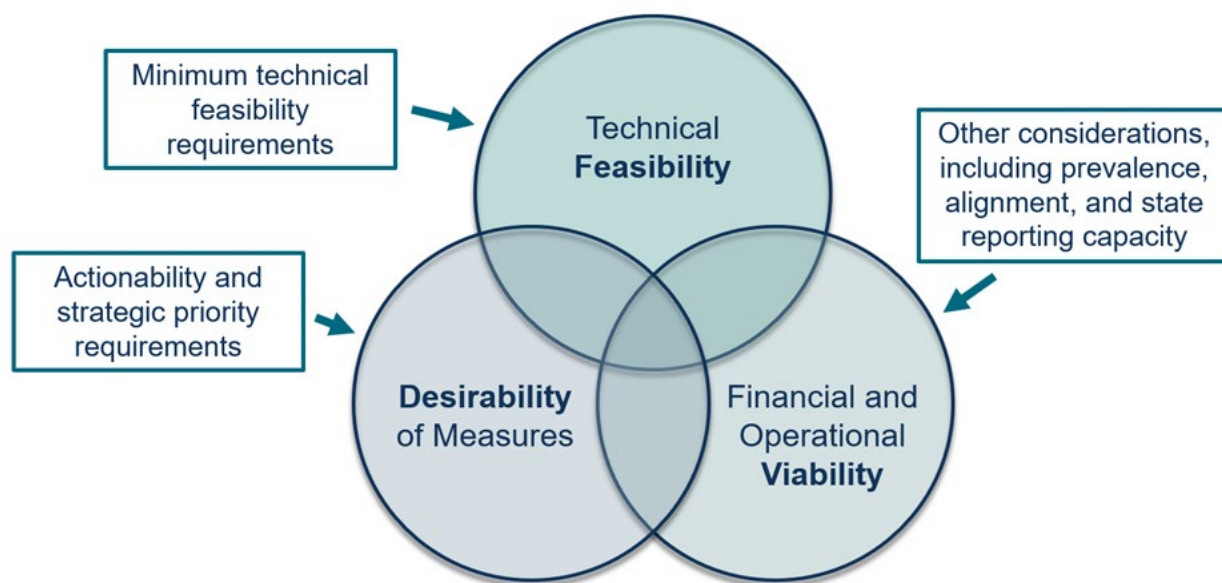 Minimum technical
feasibility
requirements
Technical
Feasibility
Other considerations,
including prevalence,
alignment, and state
reporting capacity
Actionability and
strategic priority
requirements
Desirability
of Measures
Financial and
Operational
Viability